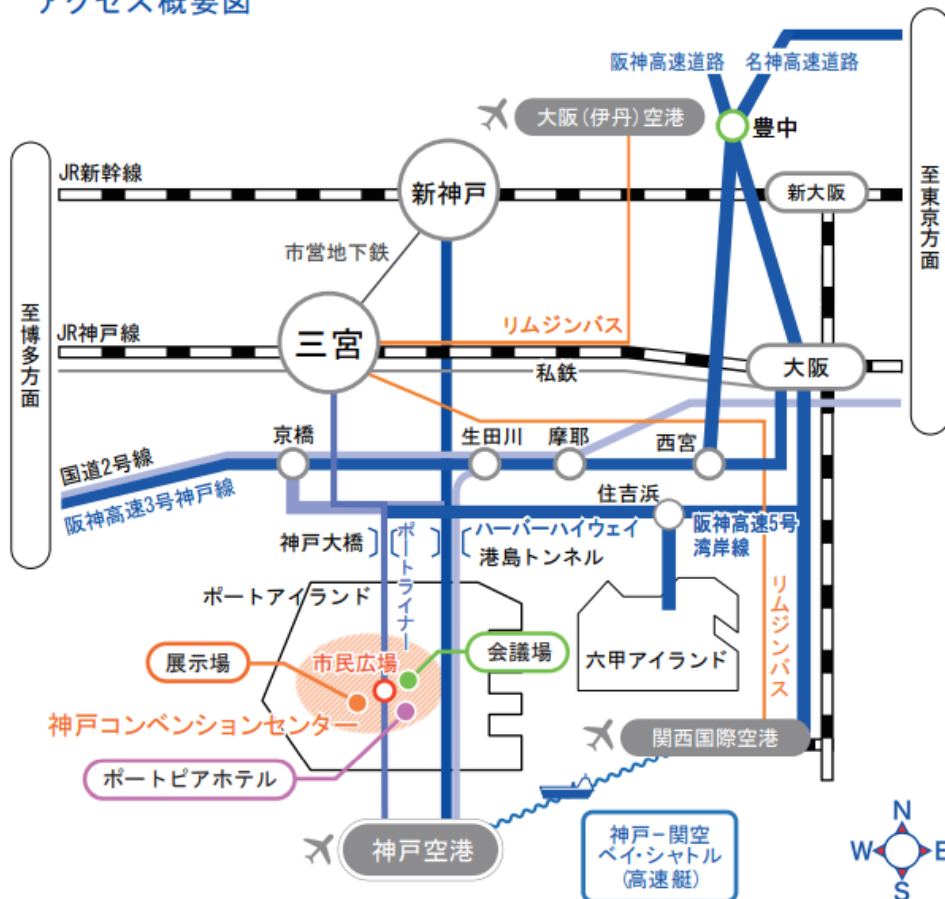 アクセス概要図
阪神高速道路
名神高速道路
大阪(伊丹)空港
豊中
JR新幹線
新神戸
新大阪
至東京方面
市営地下鉄
至博多方面
JR神戸線
三宮
リムジンバス
私鉄
大阪
京橋
生田川
摩耶
西宮
国道2号線
阪神高速3号神戸線
住吉浜
神戸大橋
ポートライナー
ハーバーハイウェイ
港島トンネル
阪神高速5号
湾岸線
ポートアイランド
六甲アイランド
リムジンバス
展示場
市民広場
会議場
神戸コンベンションセンター
ポートピアホテル
関西国際空港
神戸空港
神戸−関空
ベイ・シャトル
(高速艇)
N
W
E
S